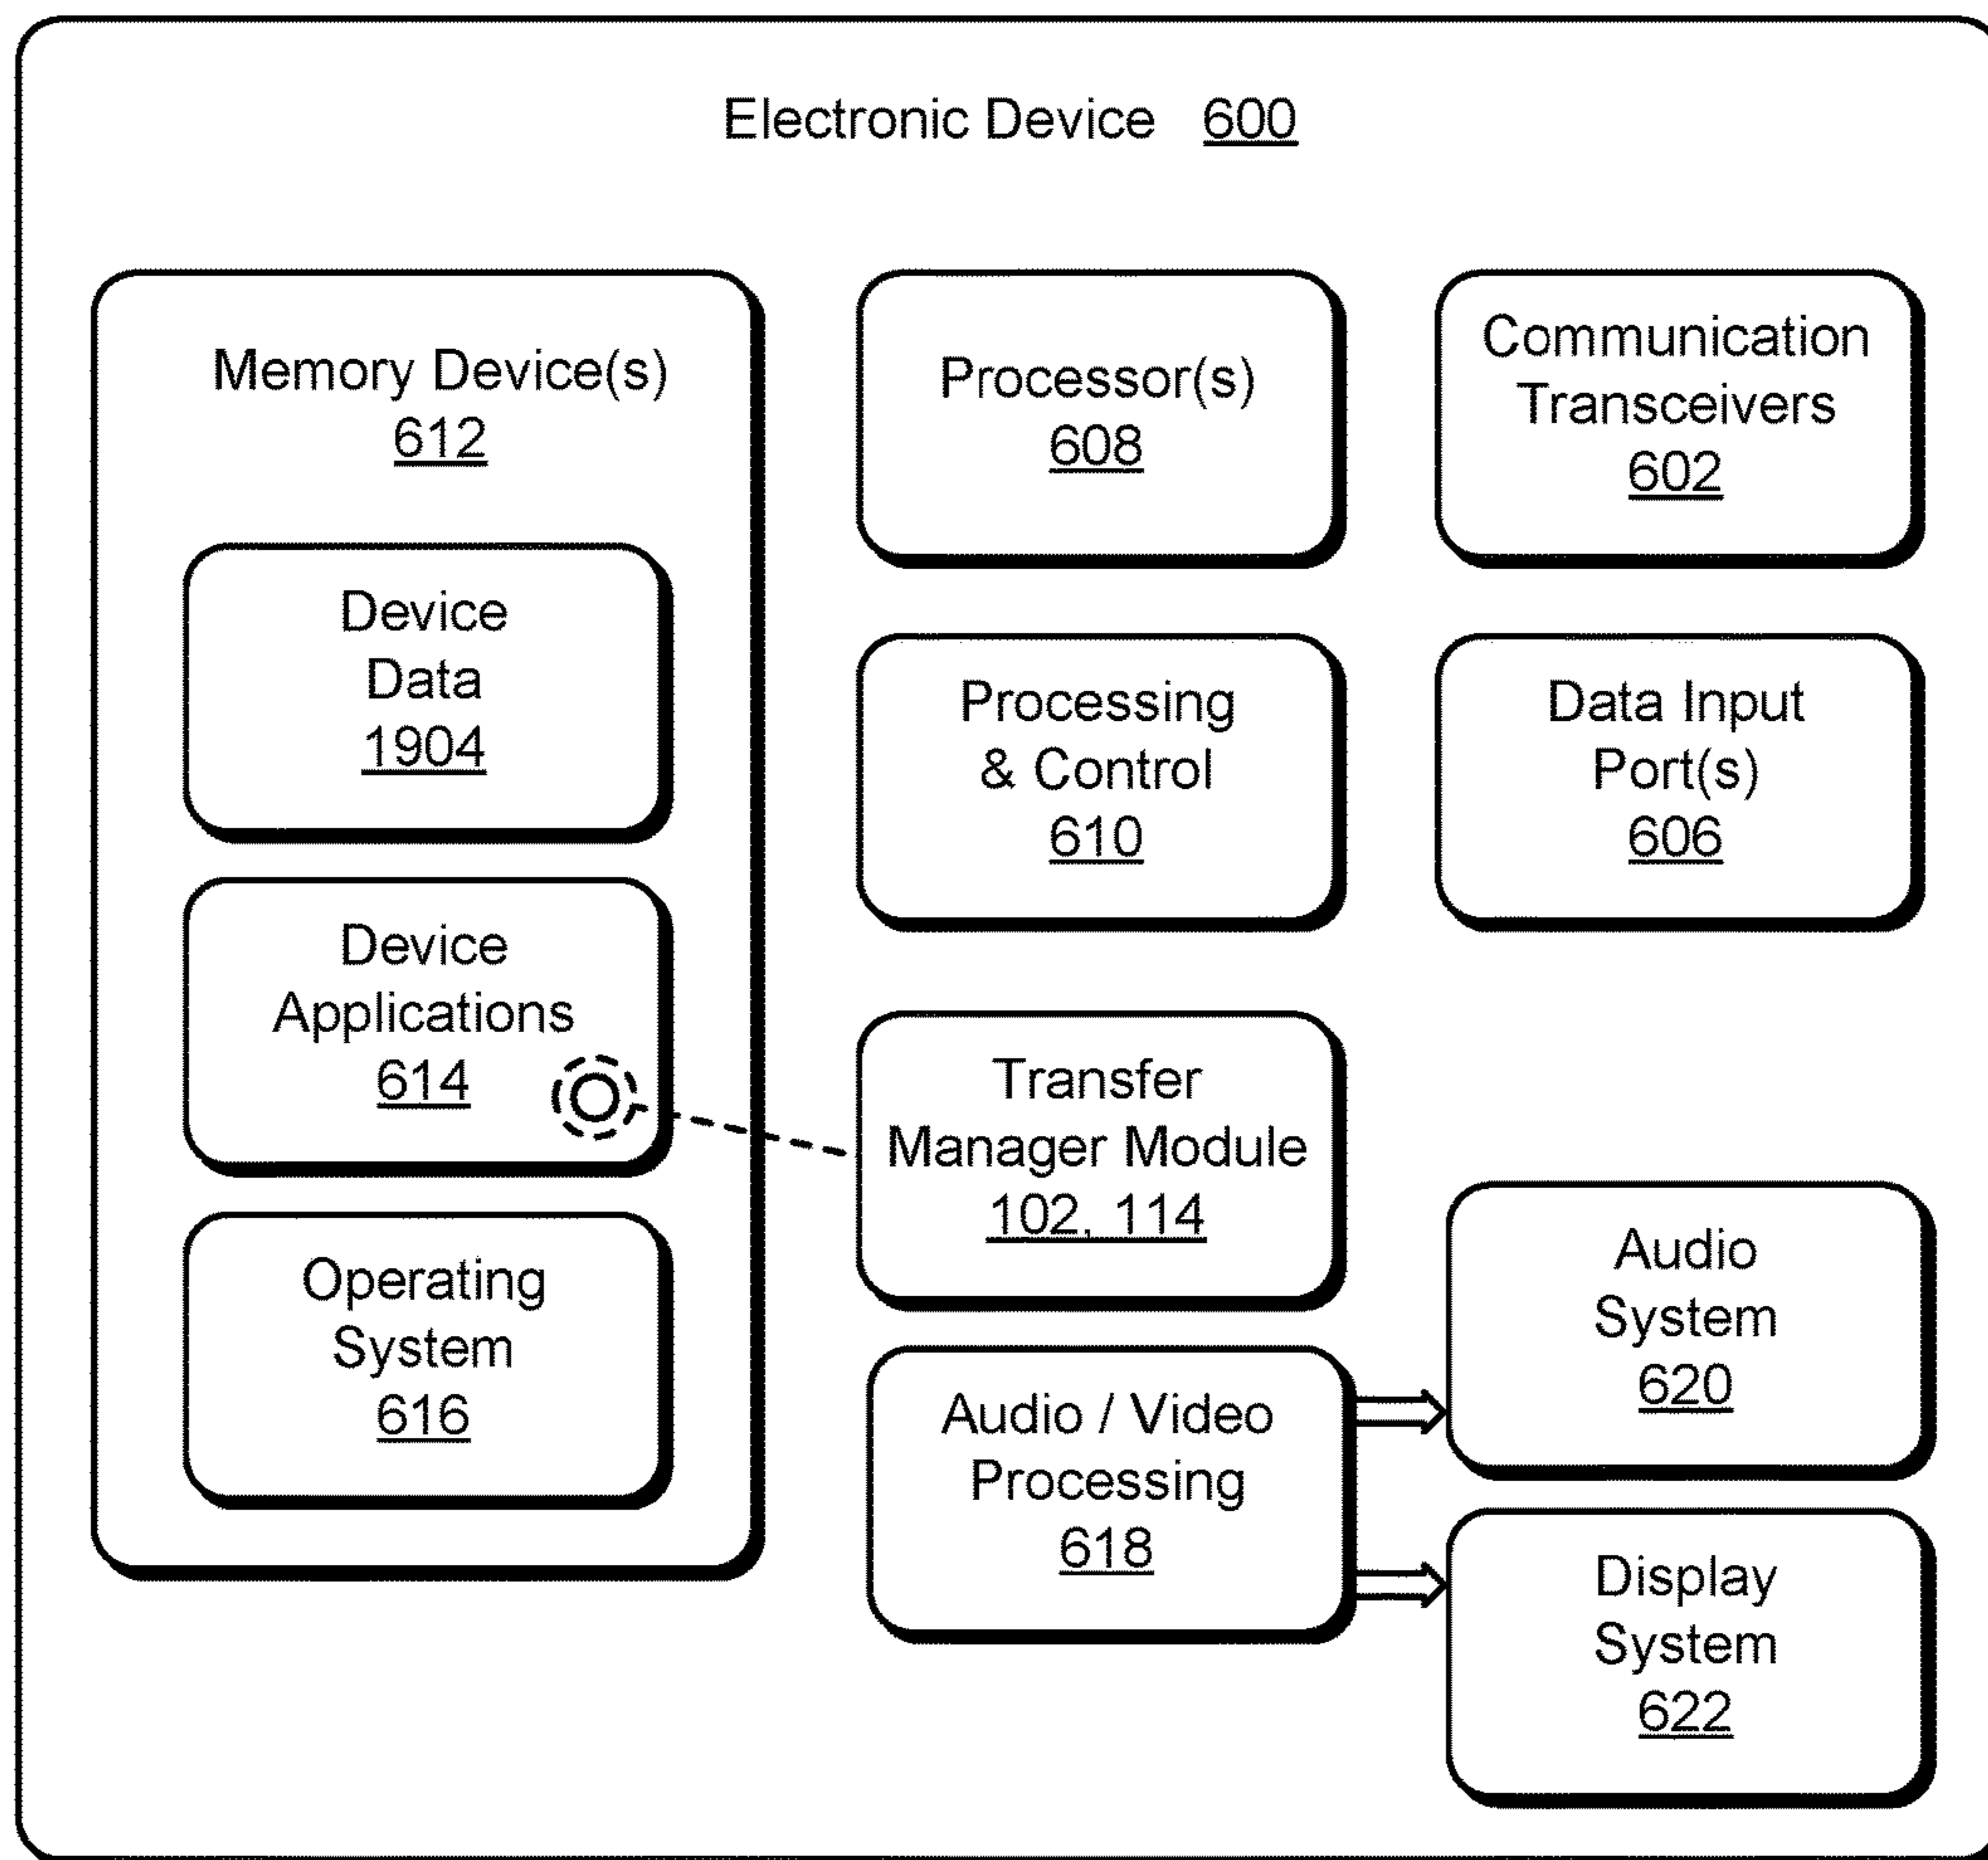 Electronic Device 600
Memory Device(s)
612
Device
Data
1904
Device
Applications
614
Operating
System
616
Processor(s)
608
Communication
Transceivers
602
Processing
& Control
610
Data Input
Port(s)
606
Transfer
Manager Module
102, 114
Audio / Video
Processing
618
Audio
System
620
Display
System
622